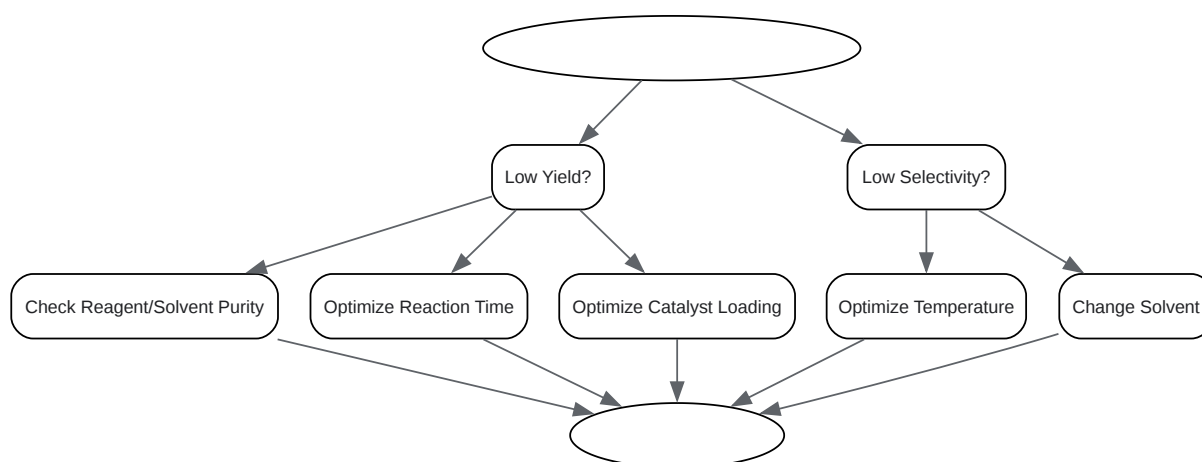 Low Yield?
Low Selectivity?
Check Reagent/Solvent Purity
Optimize Reaction Time
Optimize Catalyst Loading
Optimize Temperature
Change Solvent